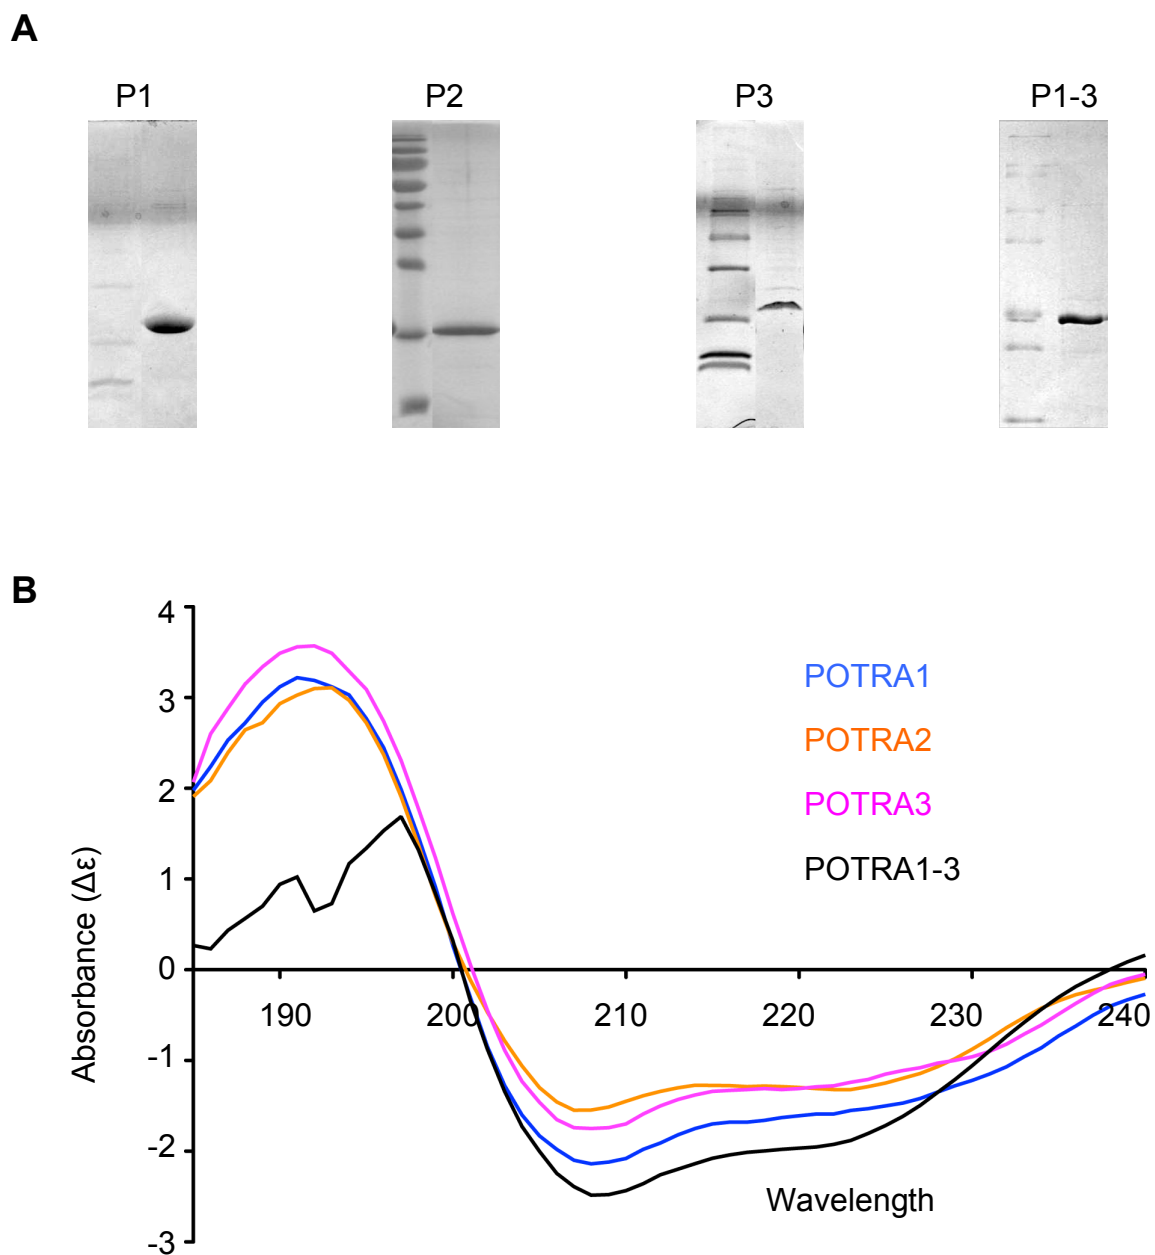 A
P1 P2 P3 P1-3
B
4
3
2
1
0
-1
-2
-3
Absorbance (Δε)
190 200 210 220 230 240
Wavelength
POTRA1
POTRA2
POTRA3
POTRA1-3